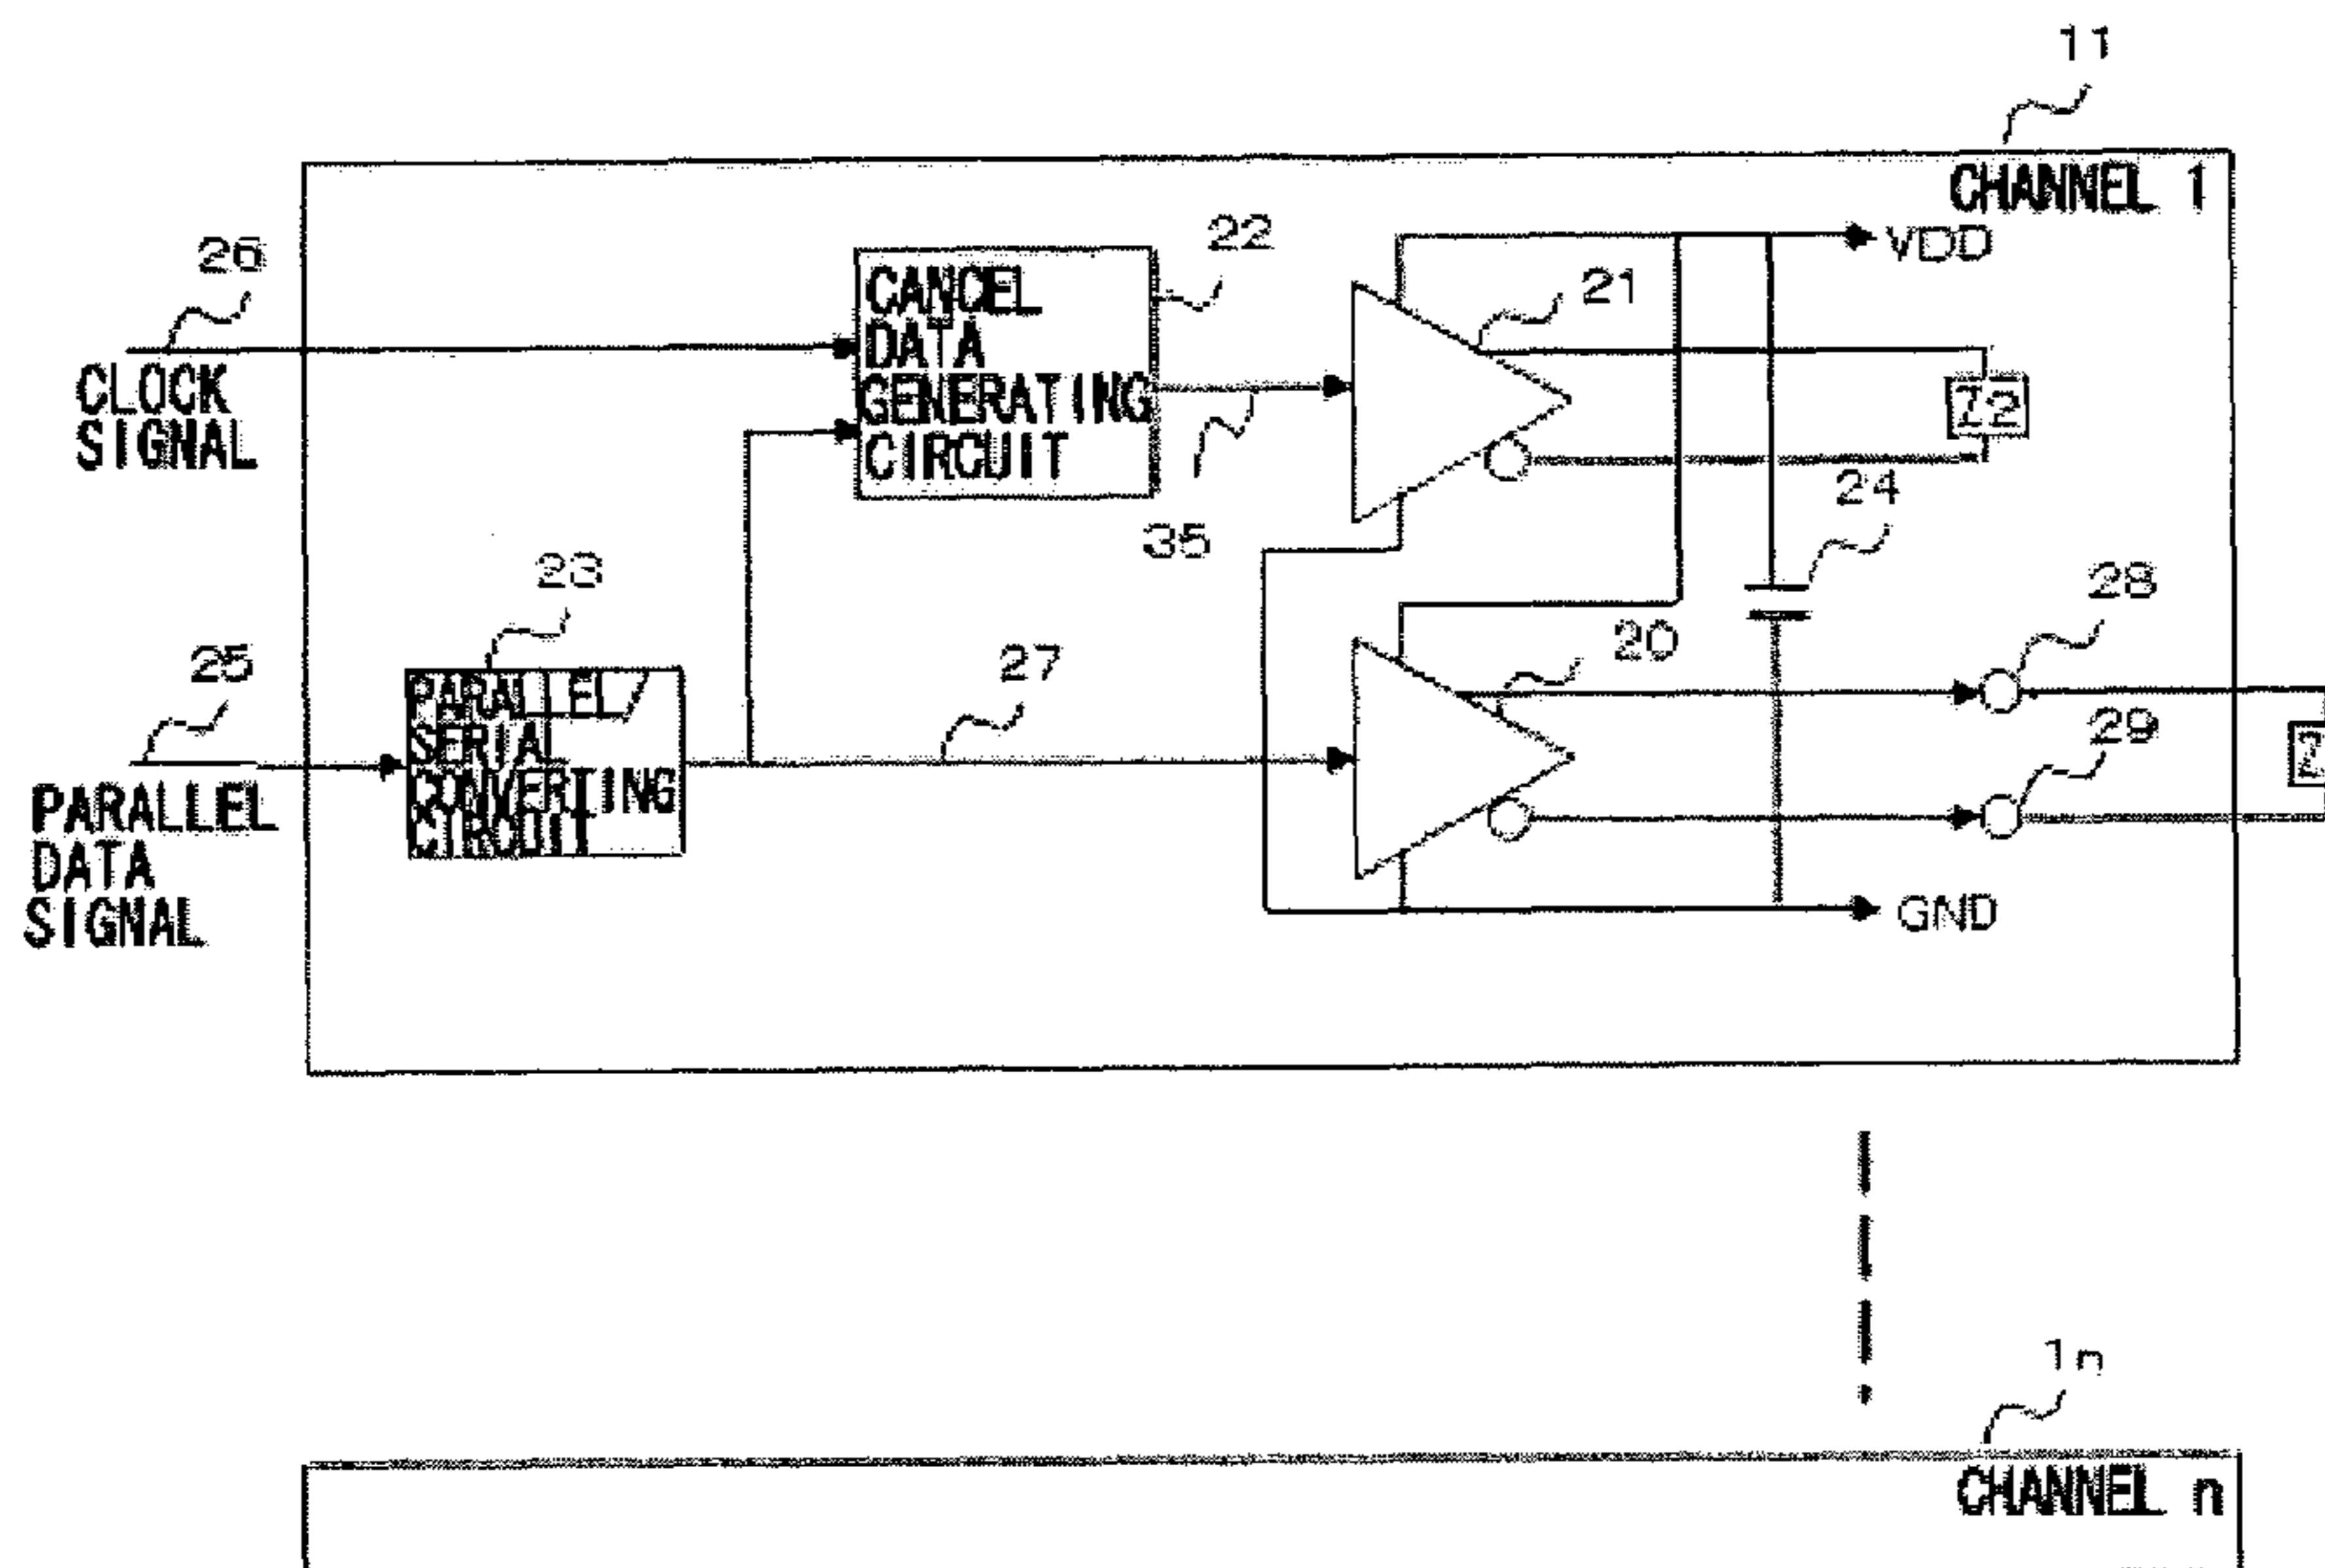 11
CHANNEL 1
26
22
VDD
CANCEL
DATA
GENERATING
CIRCUIT
21
CLOCK
SIGNAL
Z2
24
35
23
28
20
25
27
PARALLEL/
SERIAL
CONVERTING
CIRCUIT
29
PARALLEL
DATA
SIGNAL
GND
1n
CHANNEL n